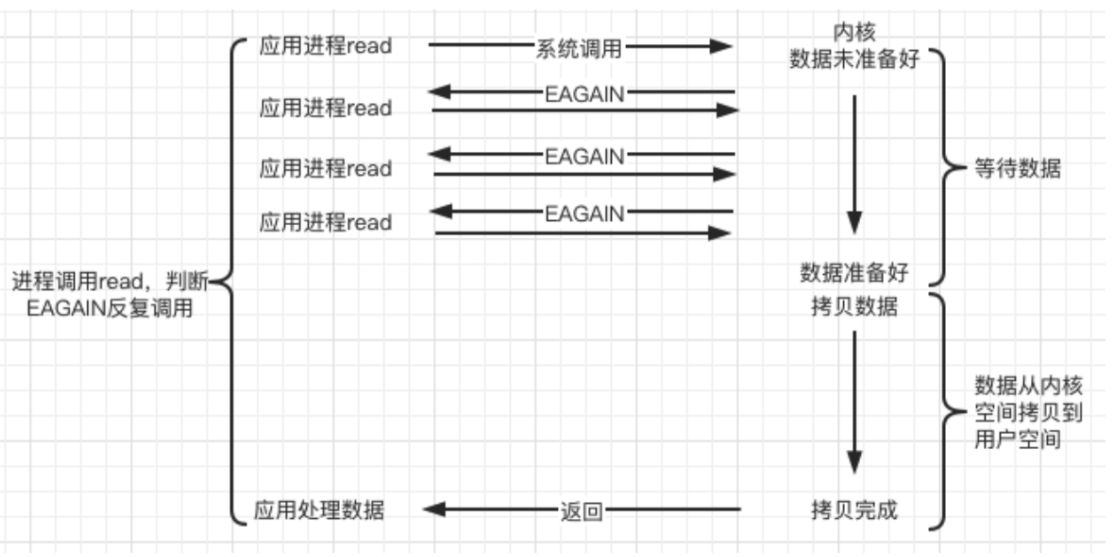 应用进程read
系统调用
内核
数据未准备好
EAGAIN
应用进程read
EAGAIN
应用进程read
等待数据
EAGAIN
应用进程read
进程调用read，判断
EAGAIN反复调用
数据准备好
拷贝数据
数据从内核
空间拷贝到
用户空间
应用处理数据
返回
拷贝完成